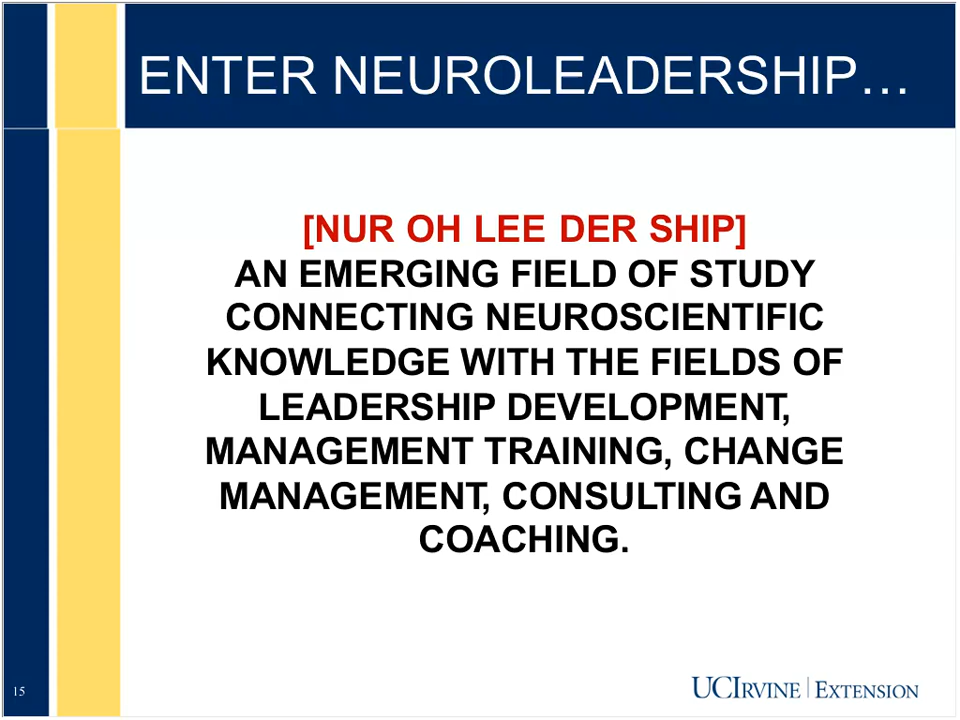 ENTER NEUROLEADERSHIP…
[NUR OH LEE DER SHIP]
AN EMERGING FIELD OF STUDY
CONNECTING NEUROSCIENTIFIC
KNOWLEDGE WITH THE FIELDS OF
LEADERSHIP DEVELOPMENT,
MANAGEMENT TRAINING, CHANGE
MANAGEMENT, CONSULTING AND
COACHING.
15
UCIRVINE | EXTENSION